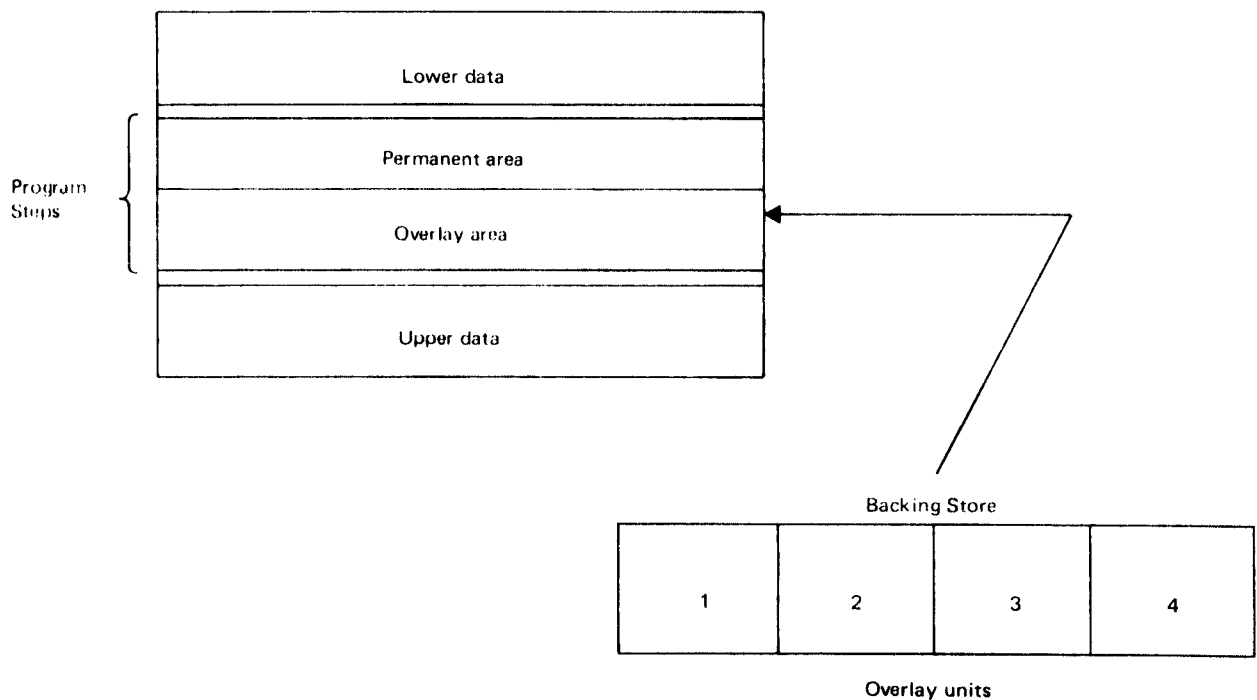 Lower data
Permanent area
Program
Steps
Overlay area
Upper data
Backing Store
1 2 3 4
Overlay units